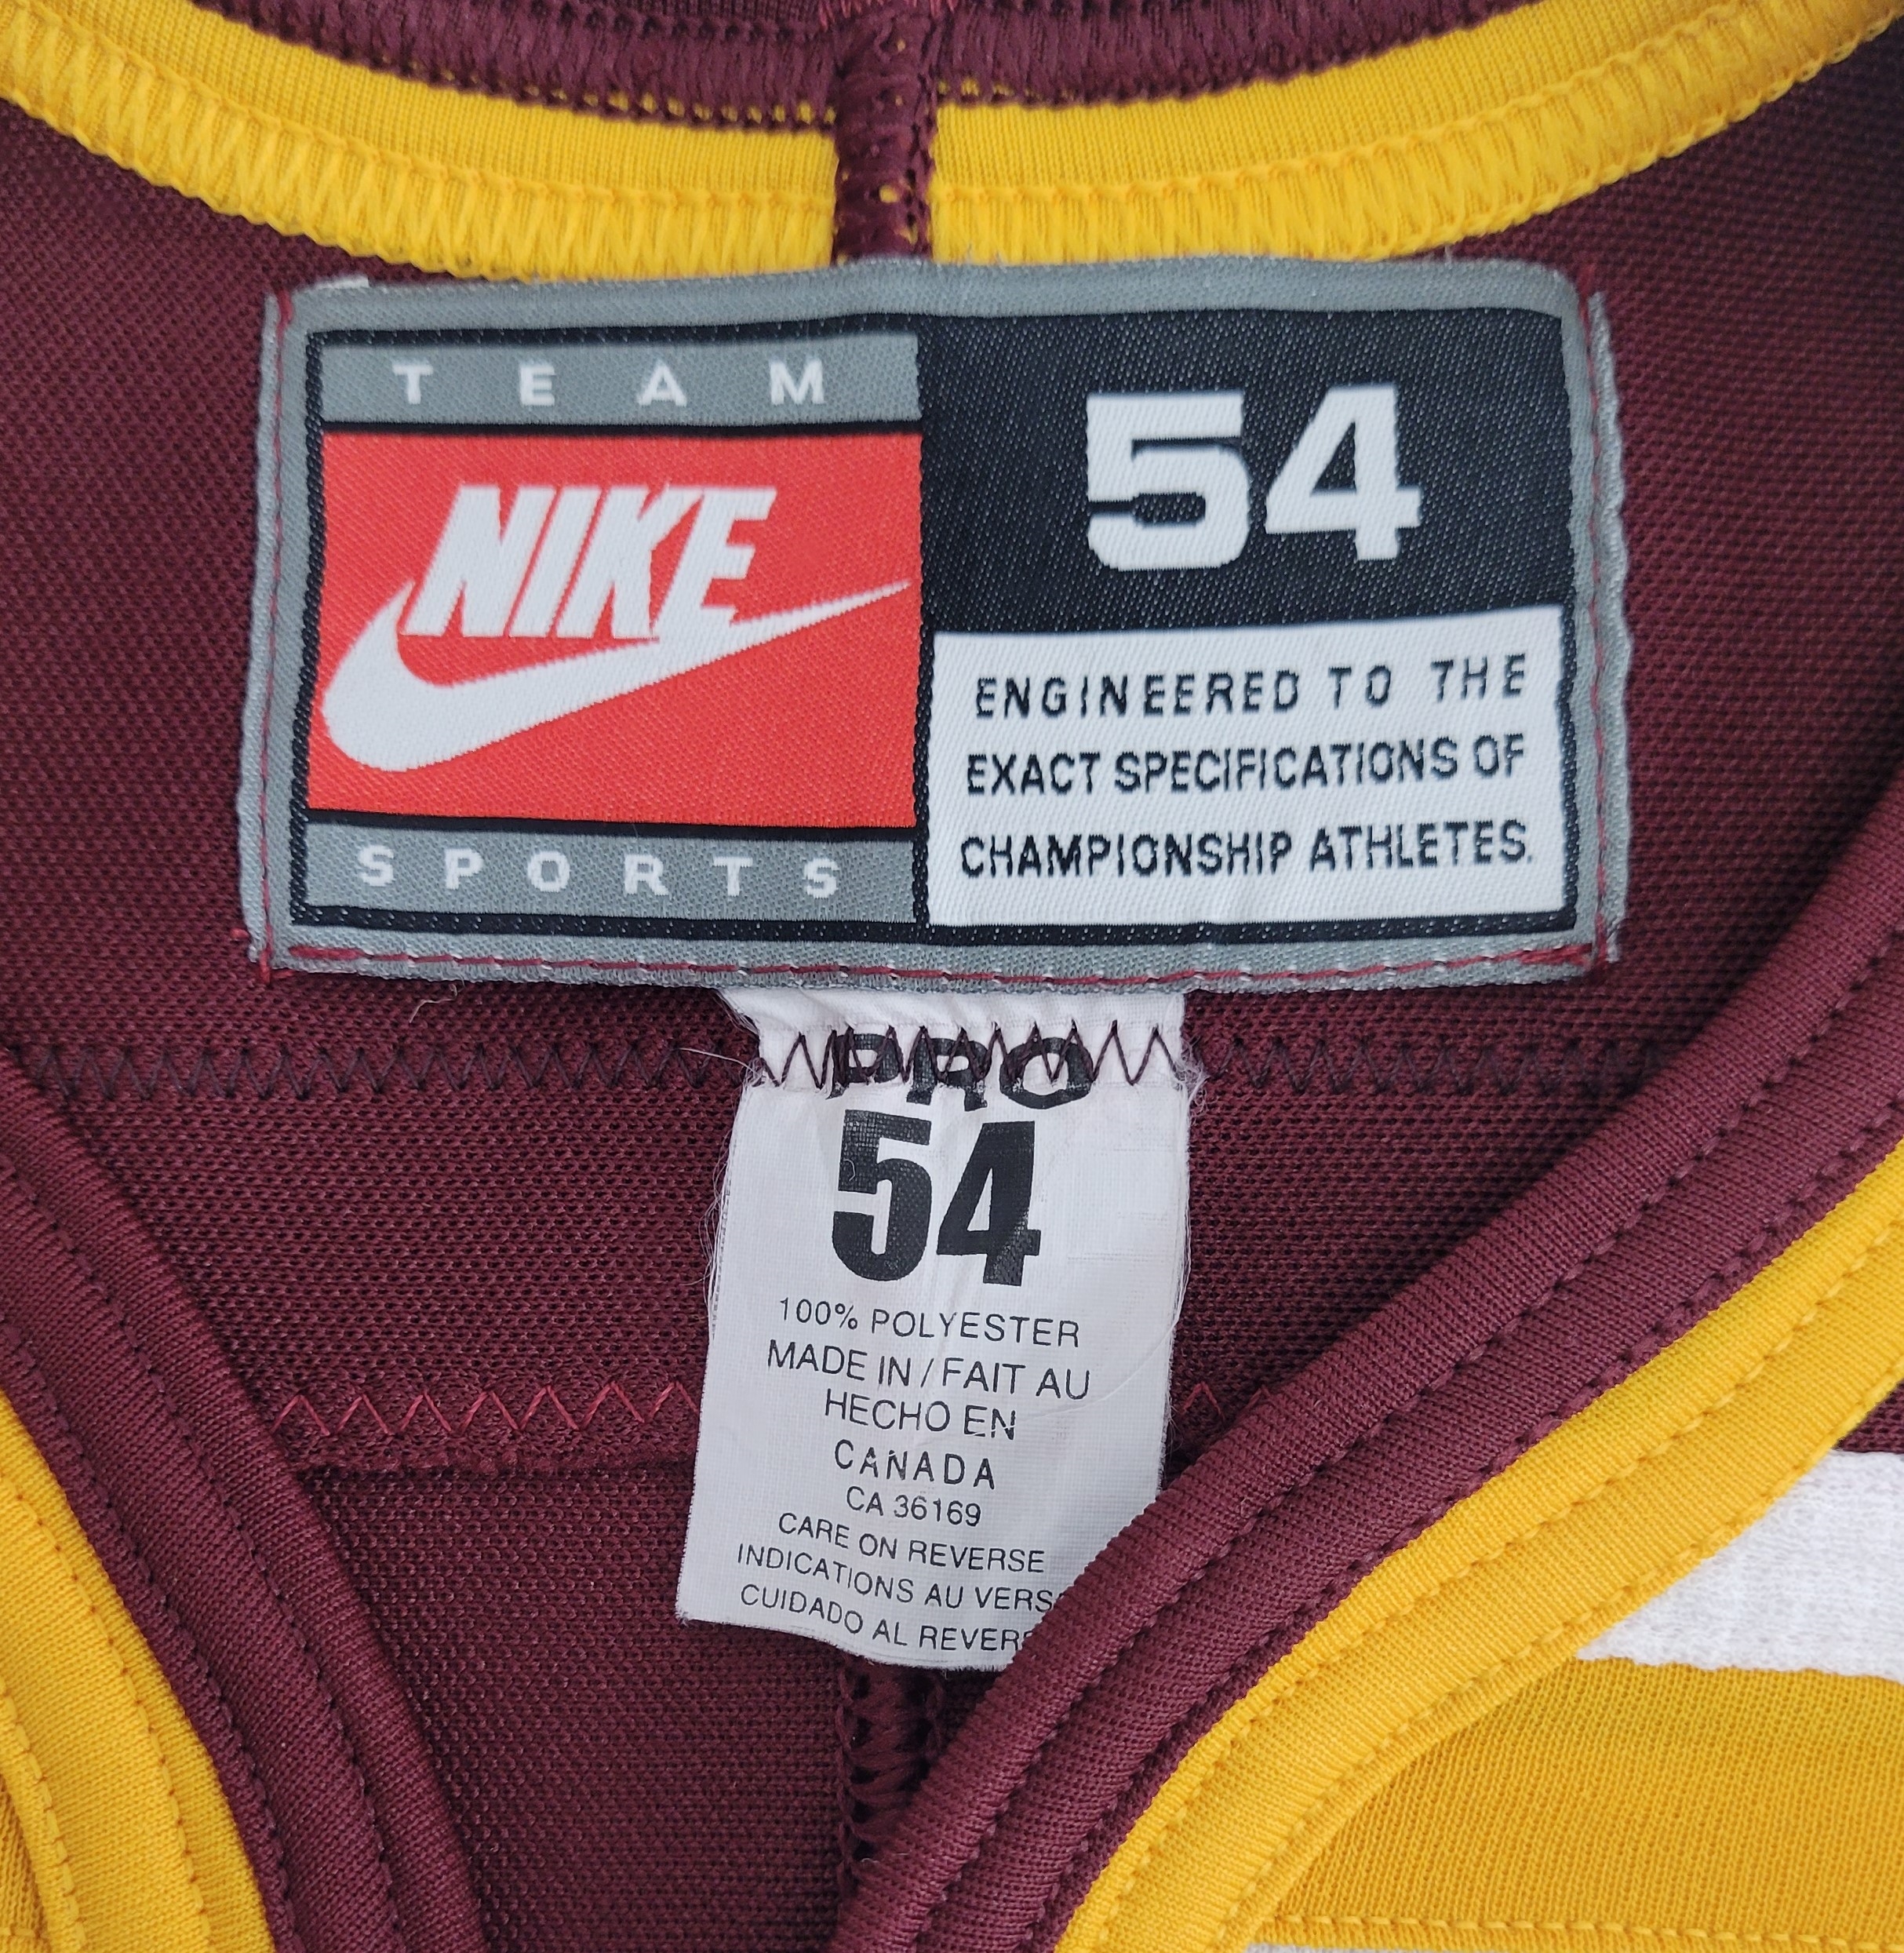 TEAM
NIKE
SPORTS
54
ENGINEERED TO THE
EXACT SPECIFICATIONS OF
CHAMPIONSHIP ATHLETES.
PRO
54
100% POLYESTER
MADE IN / FAIT AU
HECHO EN
CANADA
CA 36169
CARE ON REVERSE
INDICATIONS AU VERS
CUIDADO AL REVER